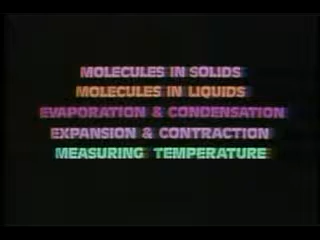 MOLECULES IN SOLIDS
MOLECULES IN LIQUIDS
EVAPORATION & CONDENSATION
EXPANSION & CONTRACTION
MEASURING TEMPERATURE